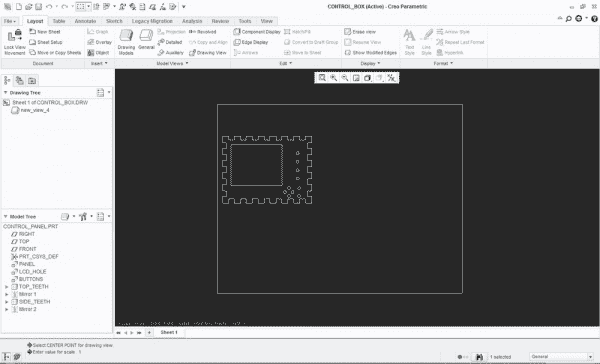 CONTROL_BOX (Active) - Creo Parametric
File Layout Table Annotate Sketch Legacy Migration Analysis Review Tools View
New Sheet Graph Projection Revolved Component Display Hatch/Fill Erase view Arrow Style
Lock View Movement Sheet Setup Overlay Drawing Models General Detailed Copy and Align Edge Display Convert to Draft Group Resume View Text Style Line Style Repeat Last Format
Move or Copy Sheets Object Auxiliary Drawing View Arrows Move to Sheet Show Modified Edges Hyperlink
Document Insert Model Views Edit Display Format
Drawing Tree
Sheet 1 of CONTROL_BOX.DRW
new_view_4
Model Tree
CONTROL_PANEL.PRT
RIGHT
TOP
FRONT
PRT_CSYS_DEF
PANEL
LCD_HOLE
BUTTONS
TOP_TEETH
Mirror 1
SIDE_TEETH
Mirror 2
Sheet 1
Select CENTER POINT for drawing view.
Enter value for scale 1
1 selected General